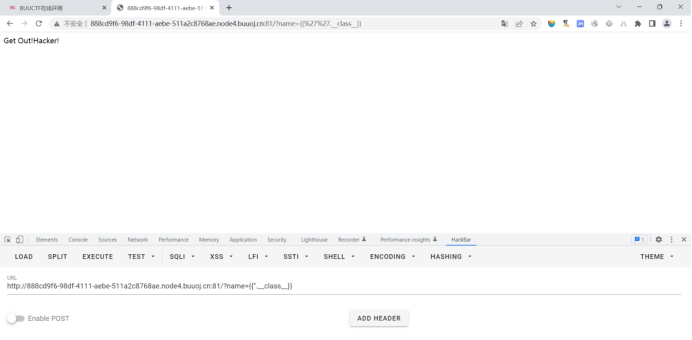 BUUCTF在线评测
888cd9f6-98df-4111-aebe-511
不安全 888cd9f6-98df-4111-aebe-511a2c8768ae.node4.buuoj.cn:81/?name={{%27%27.__class__}}
Get Out!Hacker!
Elements Console Sources Network Performance Memory Application Security Lighthouse Recorder Performance insights HackBar
LOAD SPLIT EXECUTE TEST SQLI XSS LFI SSTI SHELL ENCODING HASHING THEME
URL
http://888cd9f6-98df-4111-aebe-511a2c8768ae.node4.buuoj.cn:81/?name={{''.__class__}}
Enable POST ADD HEADER